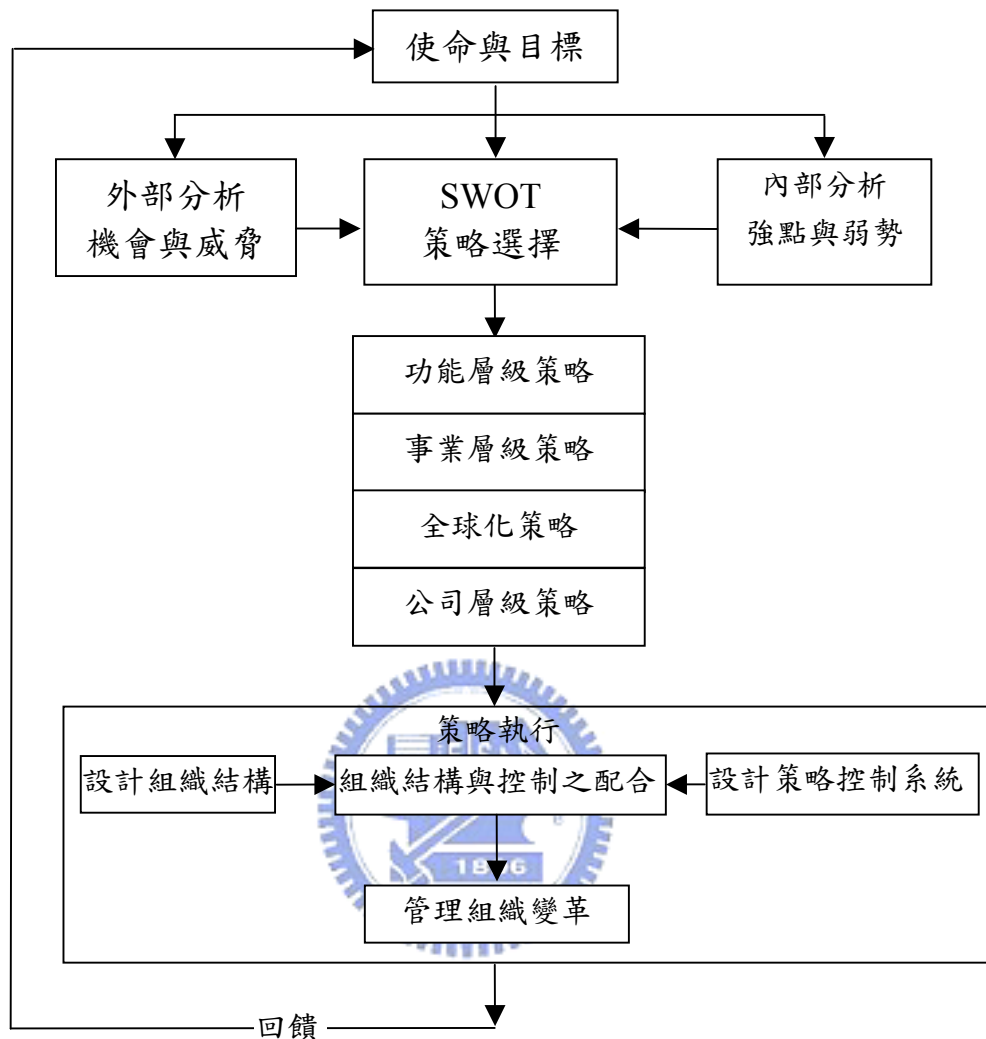 使命與目標
外部分析
機會與威脅
SWOT
策略選擇
內部分析
強點與弱勢
功能層級策略
事業層級策略
全球化策略
公司層級策略
策略執行
設計組織結構
組織結構與控制之配合
設計策略控制系統
1896
管理組織變革
回饋